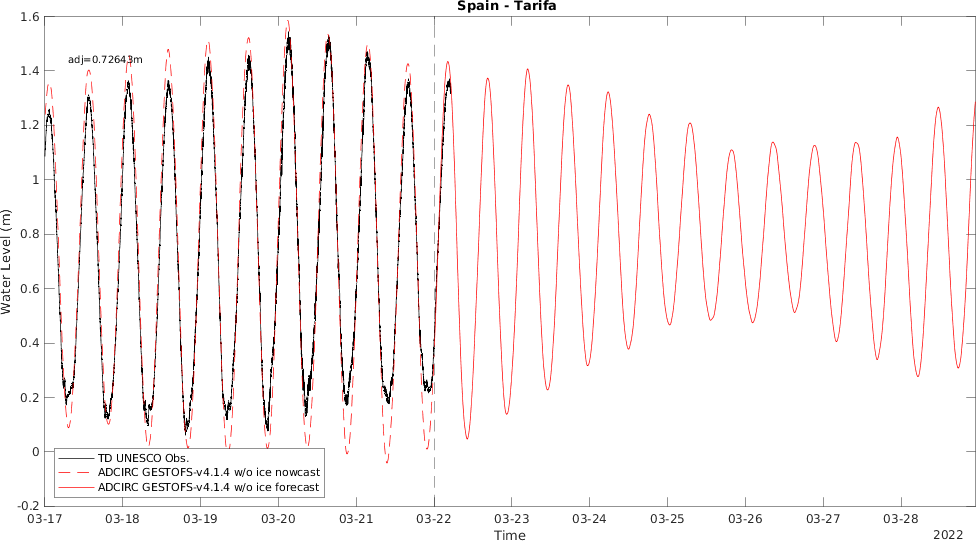 Spain - Tarifa
1.6
1.4
1.2
1
0.8
0.6
0.4
0.2
0
-0.2
Water Level (m)
adj=0.72643m
TD UNESCO Obs.
ADCIRC GESTOFS-v4.1.4 w/o ice nowcast
ADCIRC GESTOFS-v4.1.4 w/o ice forecast
03-17 03-18 03-19 03-20 03-21 03-22 03-23 03-24 03-25 03-26 03-27 03-28
Time
2022